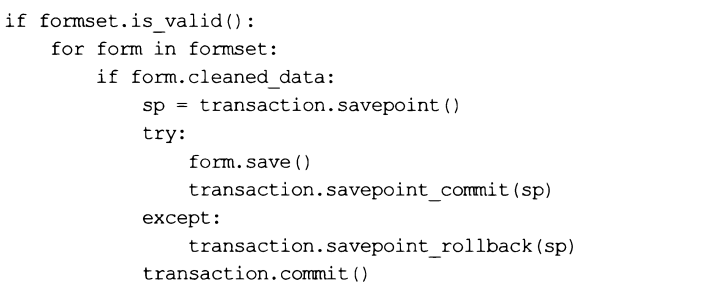 if formset.is_valid():
    for form in formset:
        if form.cleaned_data:
            sp = transaction.savepoint()
            try:
                form.save()
                transaction.savepoint_commit(sp)
            except:
                transaction.savepoint_rollback(sp)
            transaction.commit()